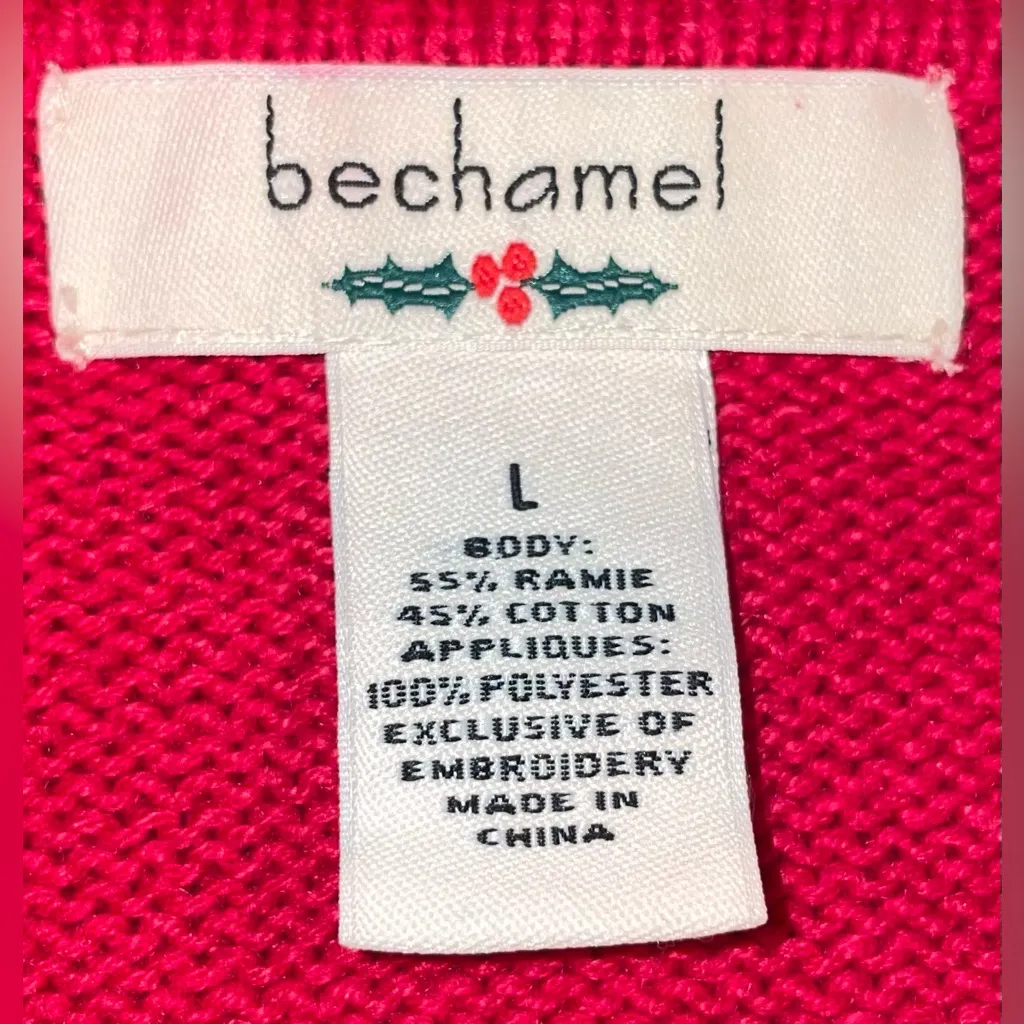 bechamel
L
BODY:
55% RAMIE
45% COTTON
APPLIQUES:
100% POLYESTER
EXCLUSIVE OF
EMBROIDERY
MADE IN
CHINA